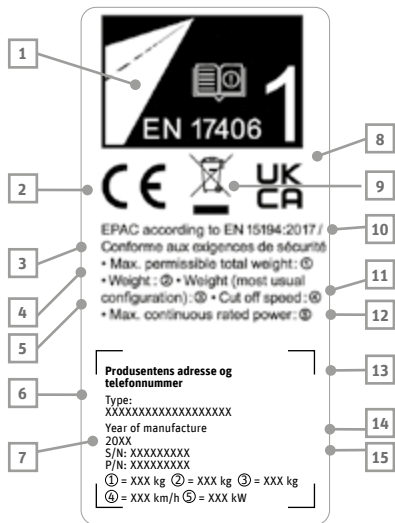 1
1
EN 17406
8
2
CE
UK
CA
9
EPAC according to EN 15194:2017 /
10
3
Conforme aux exigences de sécurité
4
• Max. permissible total weight: ①
• Weight : ② • Weight (most usual
11
5
configuration): ③ • Cut off speed: ④
• Max. continuous rated power: ⑤
12
Produsentens adresse og
telefonnummer
13
6
Type:
XXXXXXXXXXXXXXXXXXX
Year of manufacture
14
7
20XX
15
S/N: XXXXXXXXX
P/N: XXXXXXXXX
① = XXX kg ② = XXX kg ③ = XXX kg
④ = XXX km/h ⑤ = XXX kW